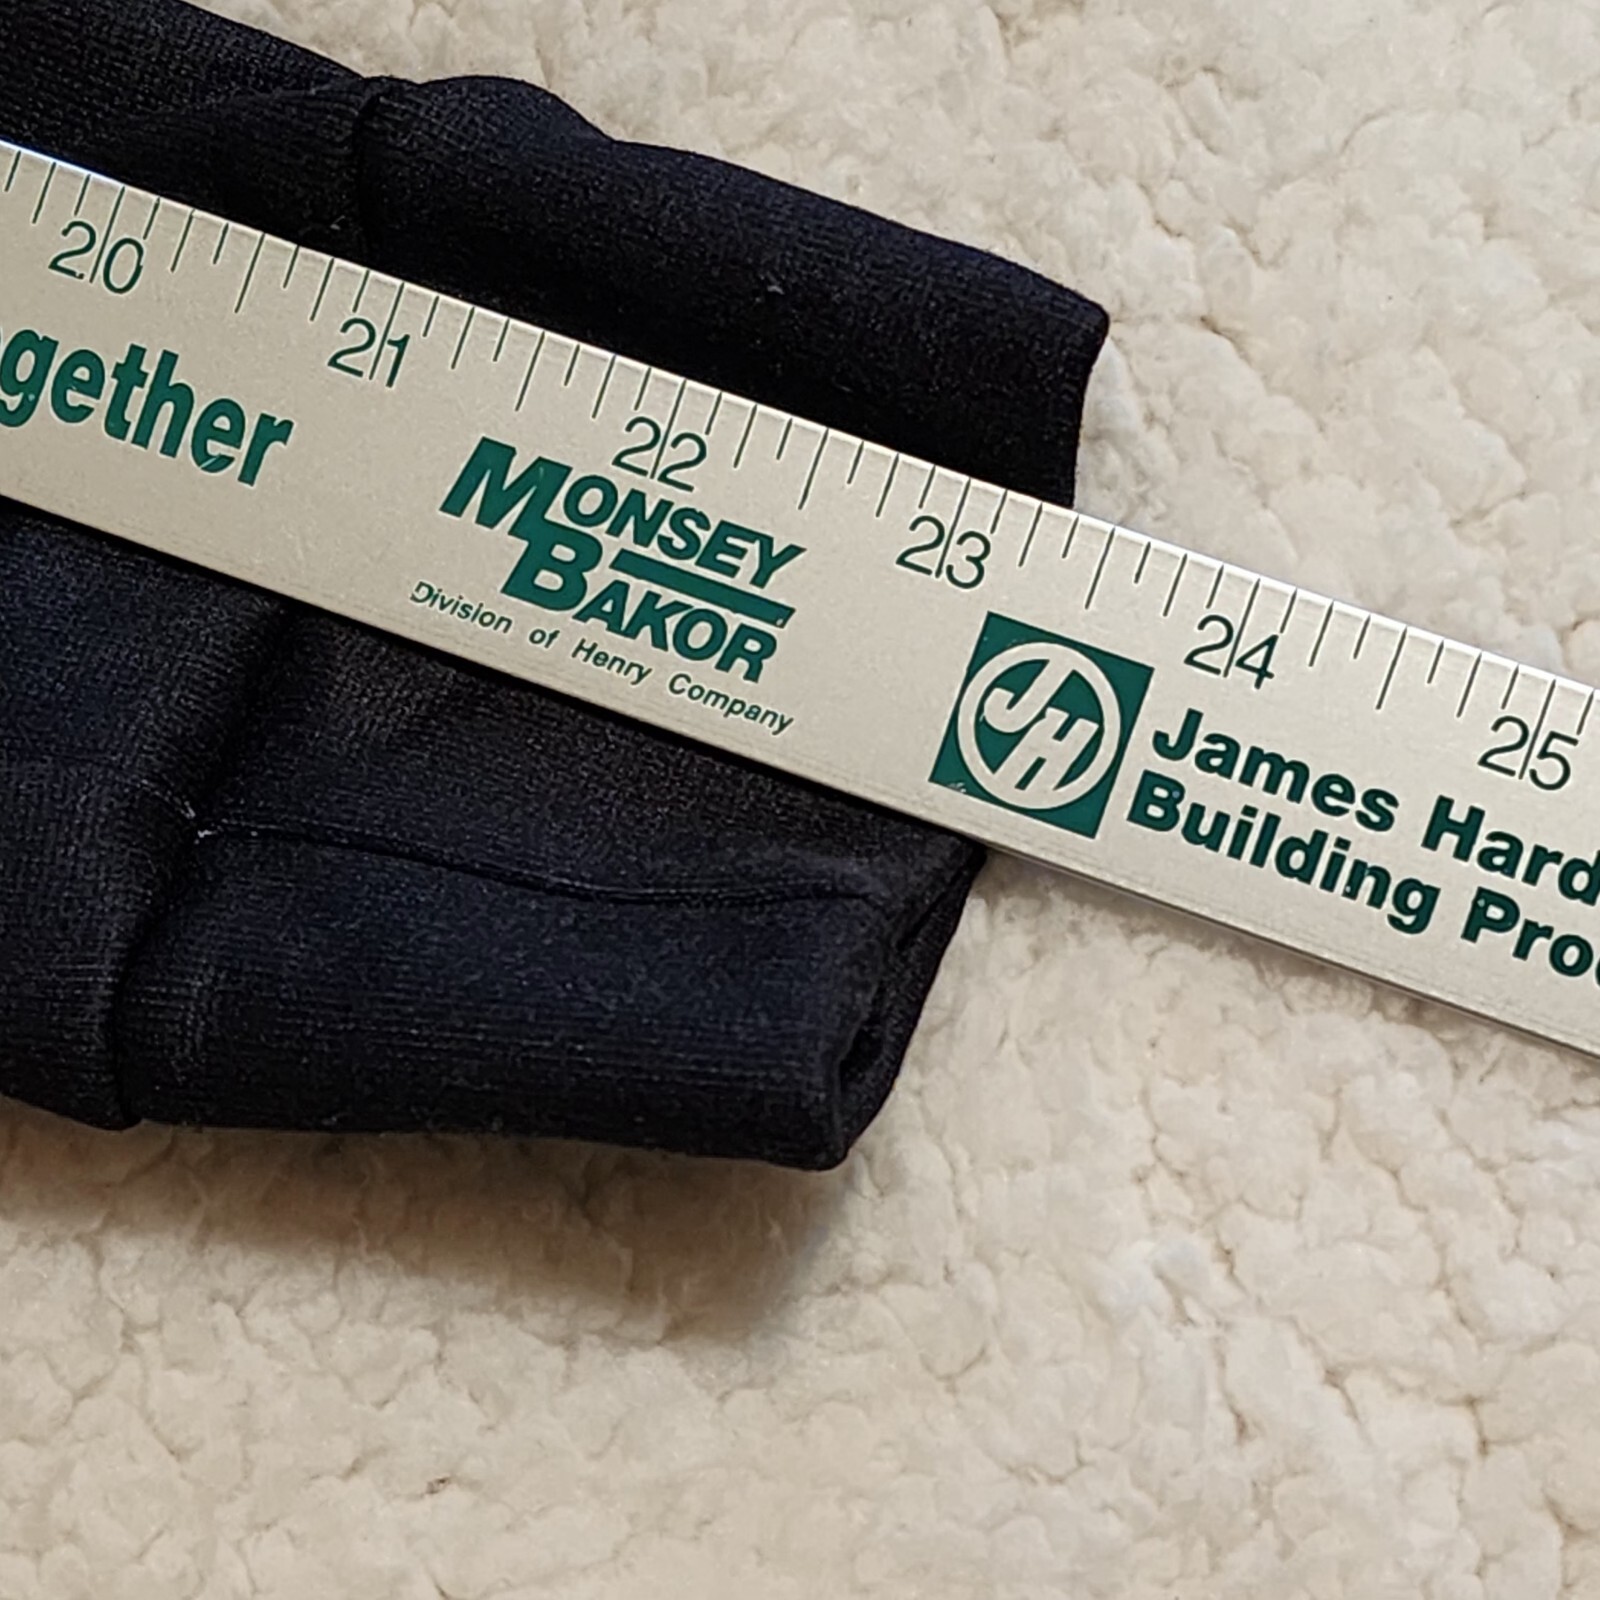 20 21 22 23 24 25
gether
MONSEY
BAKOR
Division of Henry Company
JH
James Hard
Building Pro